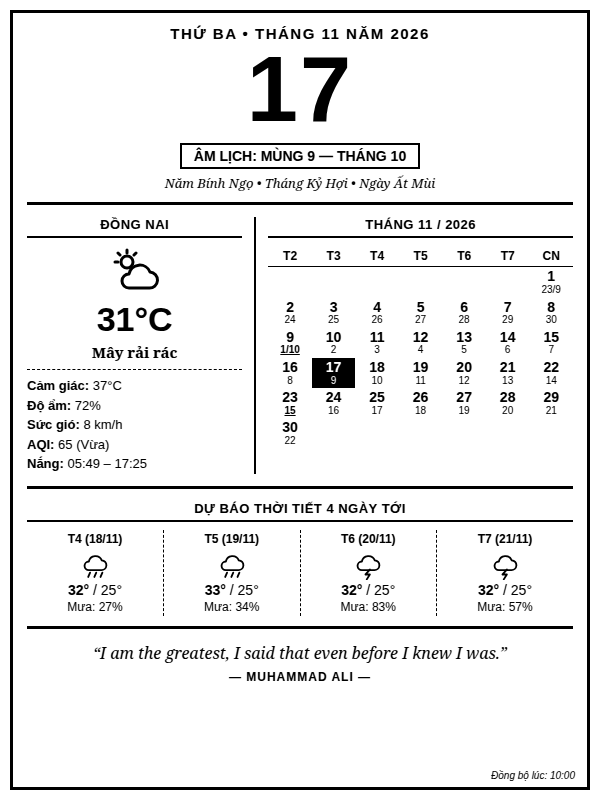 THỨ BA • THÁNG 11 NĂM 2026
17
ÂM LỊCH: MÙNG 9 — THÁNG 10
Năm Bính Ngọ • Tháng Kỷ Hợi • Ngày Ất Mùi
ĐỒNG NAI
31°C
Mây rải rác
Cảm giác: 37°C
Độ ẩm: 72%
Sức gió: 8 km/h
AQI: 65 (Vừa)
Nắng: 05:49 – 17:25
THÁNG 11 / 2026
T2 T3 T4 T5 T6 T7 CN
1
23/9
2 3 4 5 6 7 8
24 25 26 27 28 29 30
9 10 11 12 13 14 15
1/10 2 3 4 5 6 7
16 17 18 19 20 21 22
8 9 10 11 12 13 14
23 24 25 26 27 28 29
15 16 17 18 19 20 21
30
22
DỰ BÁO THỜI TIẾT 4 NGÀY TỚI
T4 (18/11) T5 (19/11) T6 (20/11) T7 (21/11)
32° / 25° 33° / 25° 32° / 25° 32° / 25°
Mưa: 27% Mưa: 34% Mưa: 83% Mưa: 57%
“I am the greatest, I said that even before I knew I was.”
— MUHAMMAD ALI —
Đồng bộ lúc: 10:00